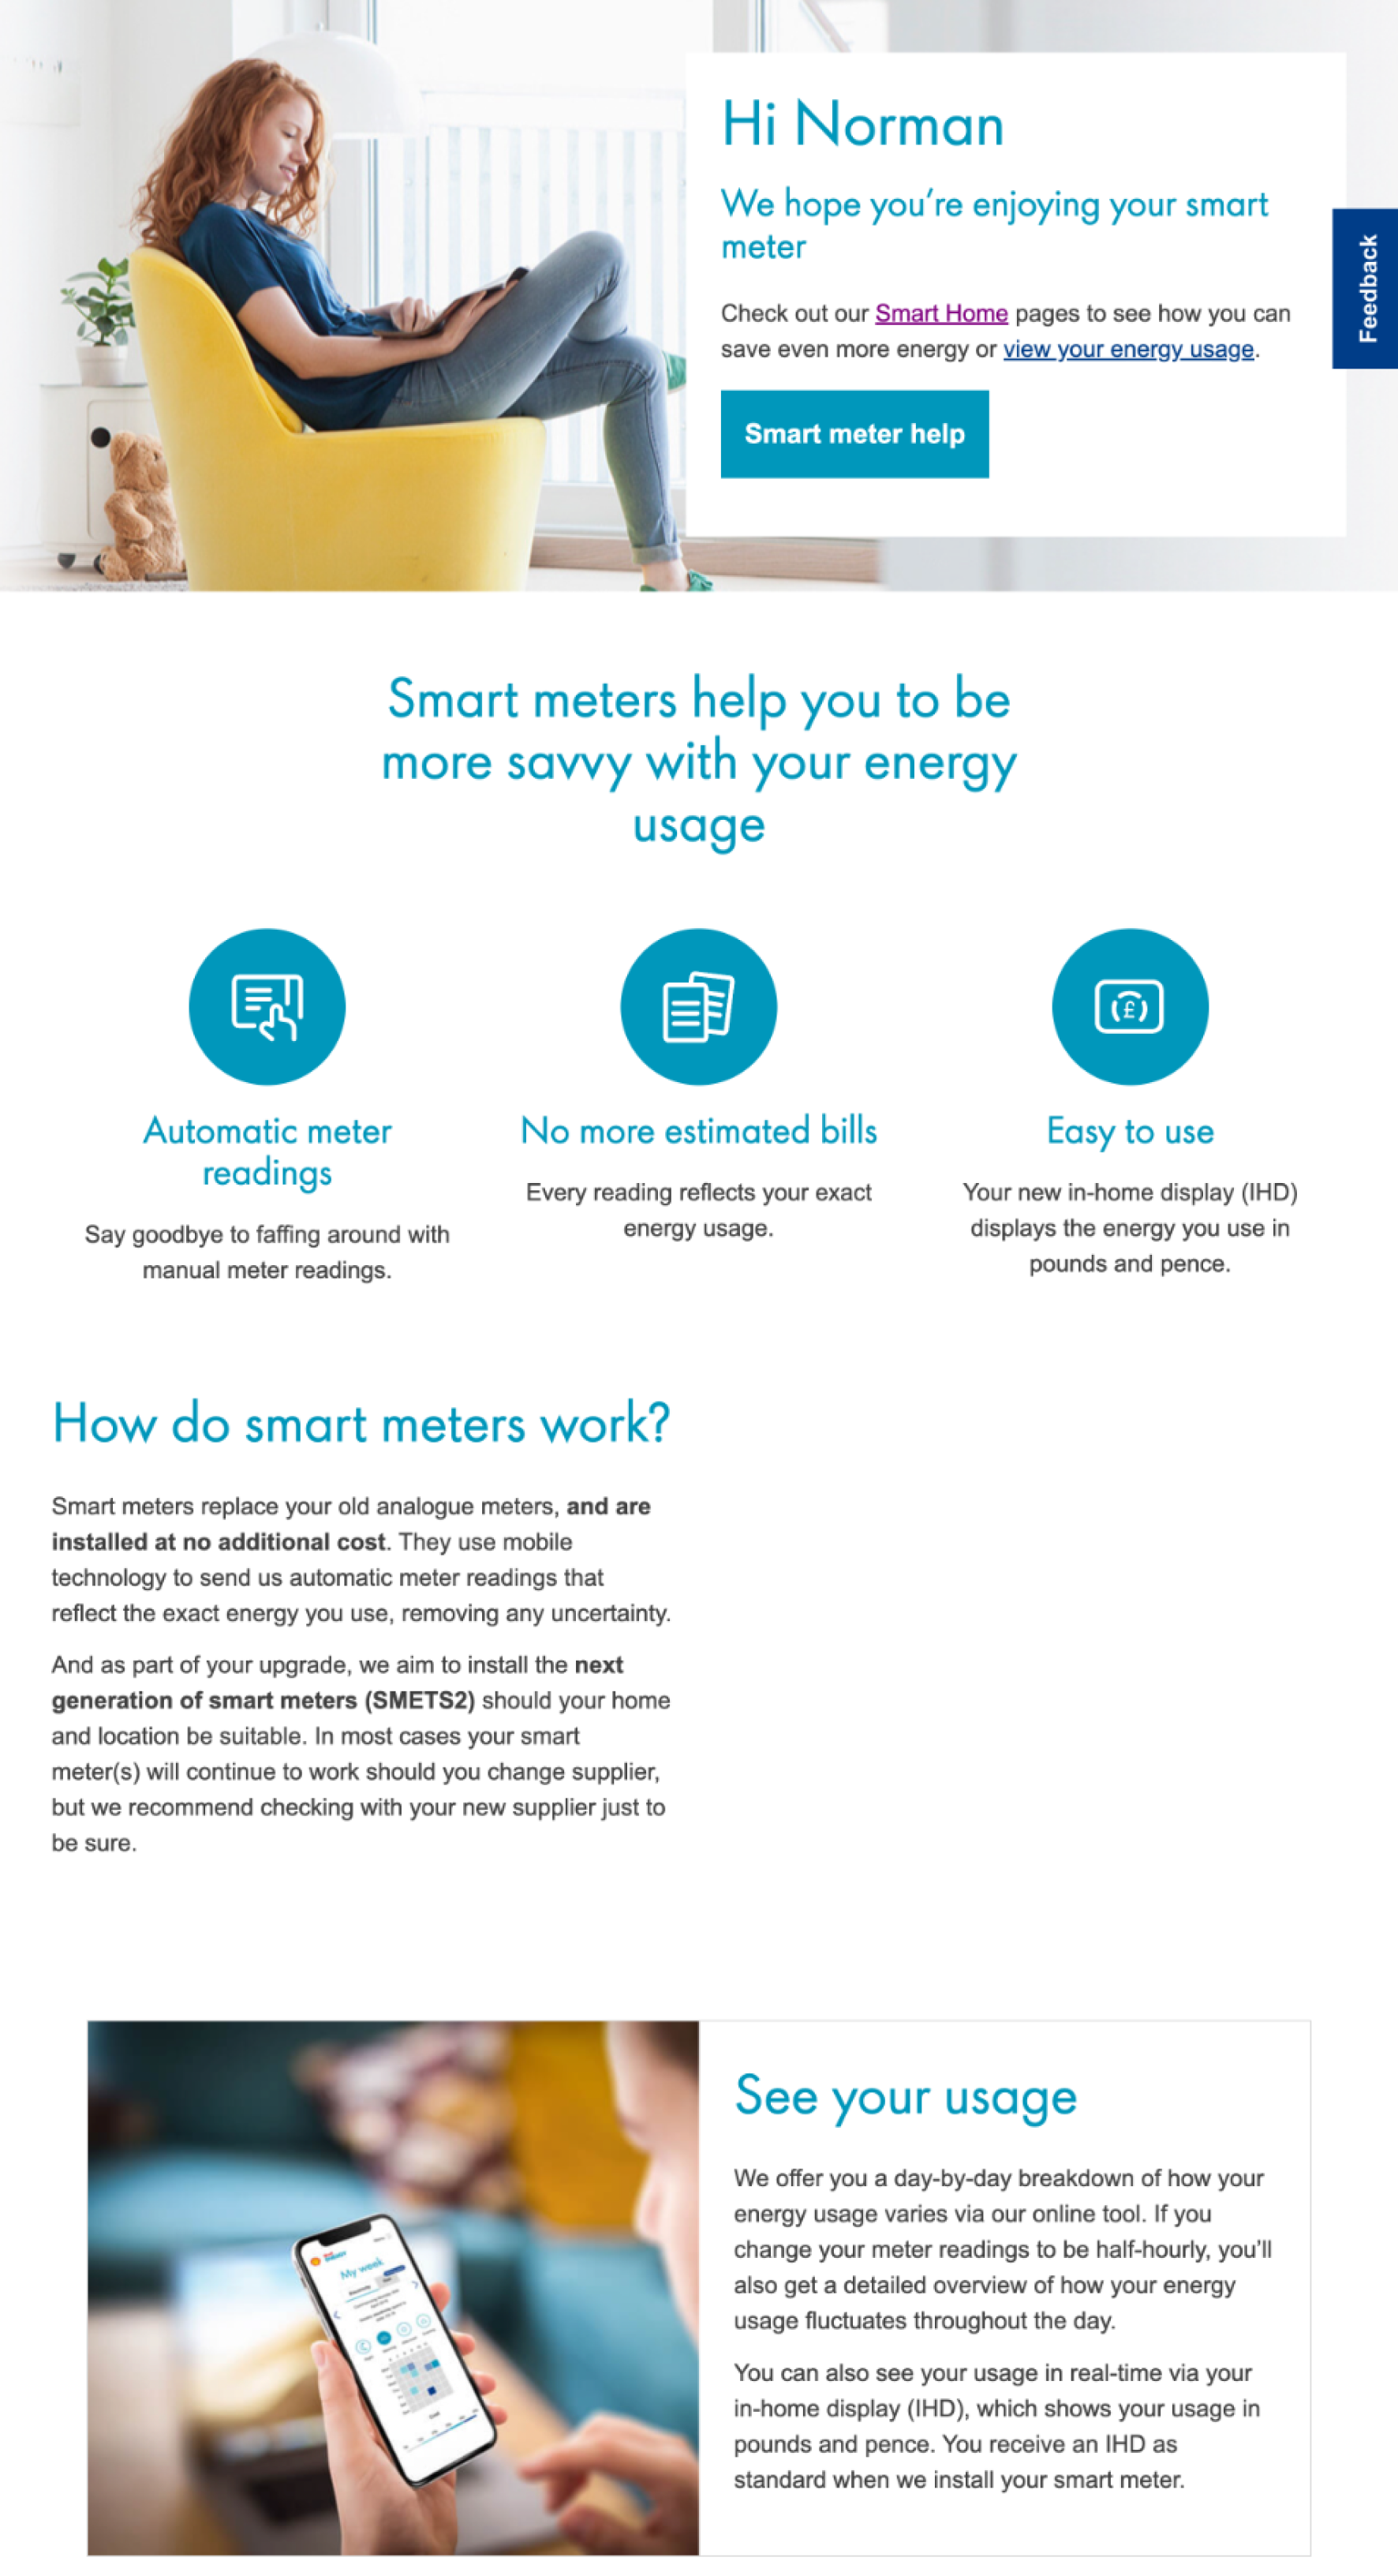 Hi Norman
We hope you're enjoying your smart
meter
Check out our Smart Home pages to see how you can
save even more energy or view your energy usage.
Smart meter help
Feedback
Smart meters help you to be
more savvy with your energy
usage
Automatic meter
readings
Say goodbye to faffing around with
manual meter readings.
No more estimated bills
Every reading reflects your exact
energy usage.
£
Easy to use
Your new in-home display (IHD)
displays the energy you use in
pounds and pence.
How do smart meters work?
Smart meters replace your old analogue meters, and are
installed at no additional cost. They use mobile
technology to send us automatic meter readings that
reflect the exact energy you use, removing any uncertainty.
And as part of your upgrade, we aim to install the next
generation of smart meters (SMETS2) should your home
and location be suitable. In most cases your smart
meter(s) will continue to work should you change supplier,
but we recommend checking with your new supplier just to
be sure.
My week
See your usage
We offer you a day-by-day breakdown of how your
energy usage varies via our online tool. If you
change your meter readings to be half-hourly, you'll
also get a detailed overview of how your energy
usage fluctuates throughout the day.
You can also see your usage in real-time via your
in-home display (IHD), which shows your usage in
pounds and pence. You receive an IHD as
standard when we install your smart meter.